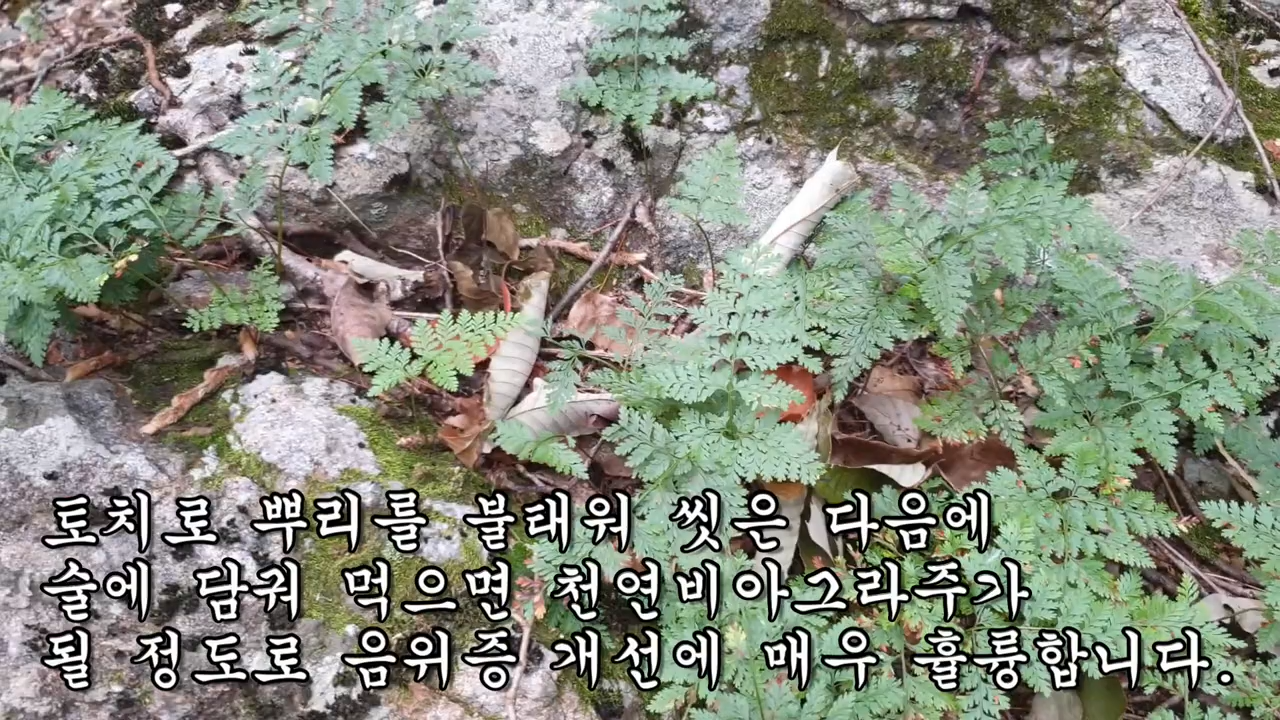 토치로 뿌리를 불태워 씻은 다음에
술에 담궈 먹으면 천연비아그라주가
될 정도로 음위증 개선에 매우 휼륭합니다.